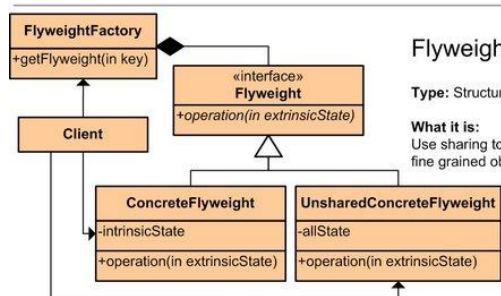 FlyweightFactory
+getFlyweight(in key)
«interface»
Flyweight
+operation(in extrinsicState)
Client
ConcreteFlyweight
-intrinsicState
+operation(in extrinsicState)
UnsharedConcreteFlyweight
-allState
+operation(in extrinsicState)
Flyweigh
Type: Structur
What it is:
Use sharing to
fine grained ob